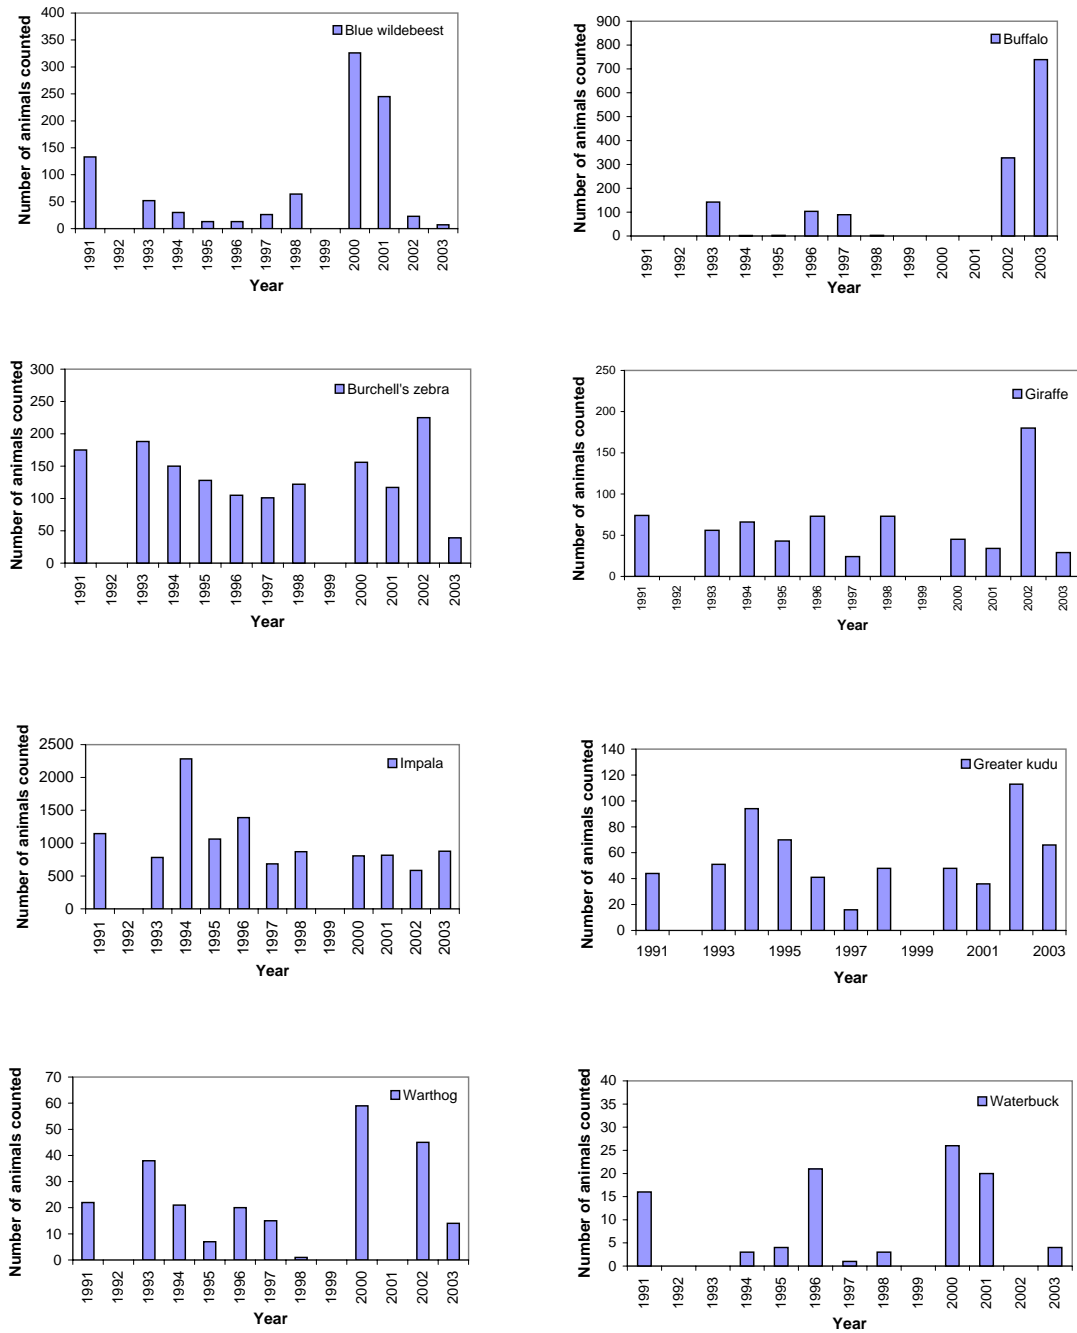 Number of animals counted
400
350
300
250
200
150
100
50
0
Blue wildebeest
1991 1992 1993 1994 1995 1996 1997 1998 1999 2000 2001 2002 2003
Year
Number of animals counted
900
800
700
600
500
400
300
200
100
0
Buffalo
1991 1992 1993 1994 1995 1996 1997 1998 1999 2000 2001 2002 2003
Year
Number of animals counted
300
250
200
150
100
50
0
Burchell's zebra
1991 1992 1993 1994 1995 1996 1997 1998 1999 2000 2001 2002 2003
Year
Number of animals counted
250
200
150
100
50
0
Giraffe
1991 1992 1993 1994 1995 1996 1997 1998 1999 2000 2001 2002 2003
Year
Number of animals counted
2500
2000
1500
1000
500
0
Impala
1991 1992 1993 1994 1995 1996 1997 1998 1999 2000 2001 2002 2003
Year
Number of animals counted
140
120
100
80
60
40
20
0
Greater kudu
1991 1993 1995 1997 1999 2001 2003
Year
Number of animals counted
70
60
50
40
30
20
10
0
Warthog
1991 1992 1993 1994 1995 1996 1997 1998 1999 2000 2001 2002 2003
Year
Number of animals counted
40
35
30
25
20
15
10
5
0
Waterbuck
1991 1992 1993 1994 1995 1996 1997 1998 1999 2000 2001 2002 2003
Year